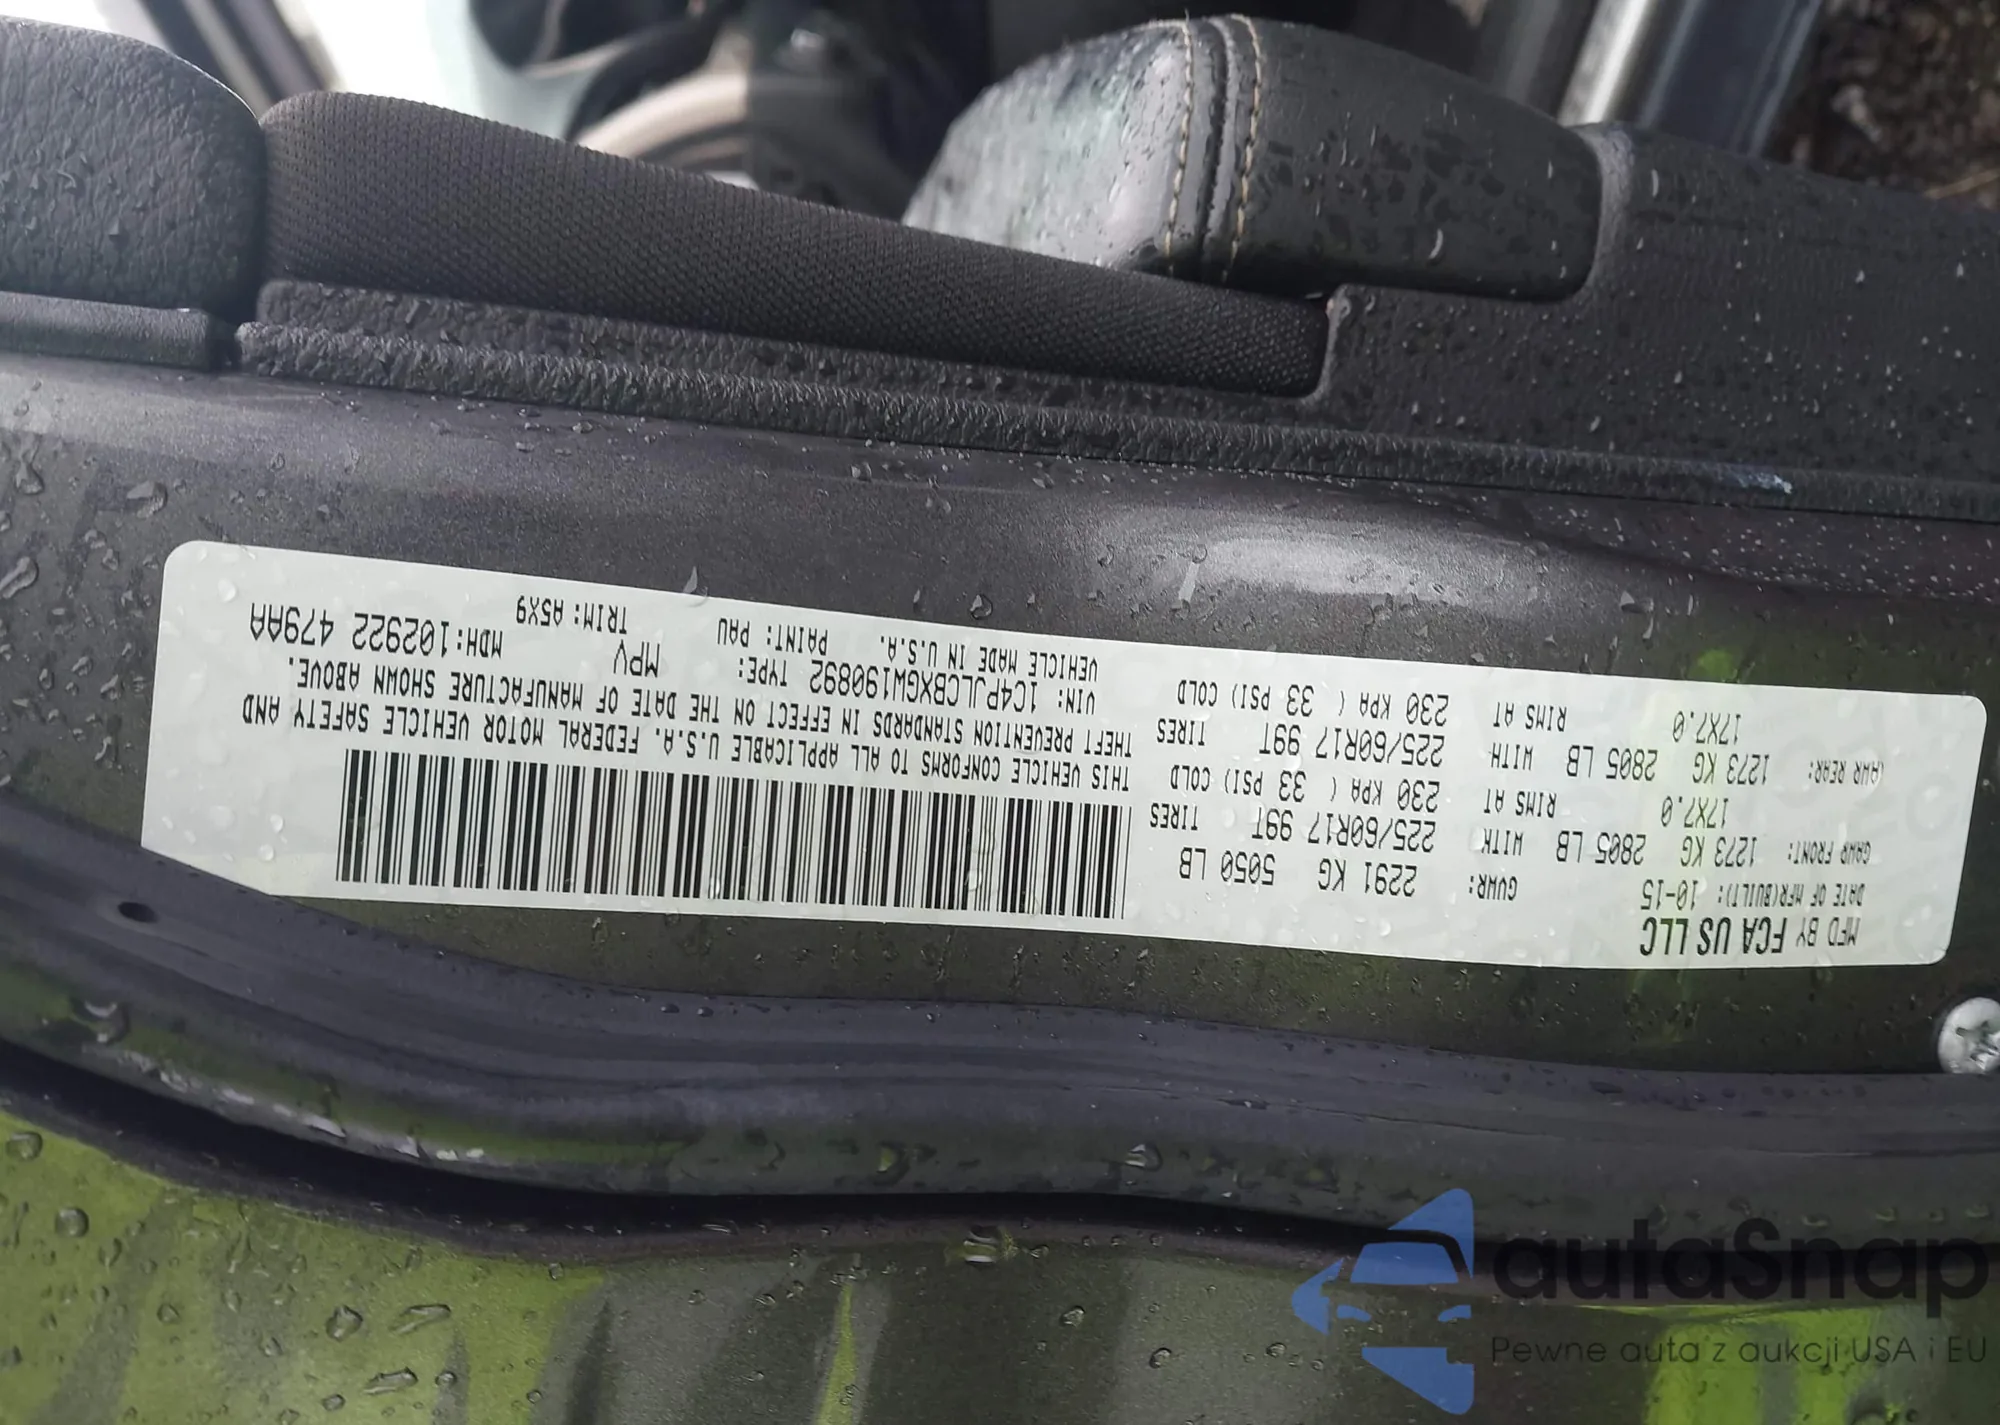 MFD BY FCA US LLC
DATE OF MFR(BUILT): 10-15
GVWR: 2291 KG 5050 LB
GAWR FRONT: 1273 KG 2805 LB WITH 225/60R17 99T TIRES
17X7.0 RIMS AT 230 KPA ( 33 PSI) COLD
GAWR REAR: 1273 KG 2805 LB WITH 225/60R17 99T TIRES
17X7.0 RIMS AT 230 KPA ( 33 PSI) COLD
THIS VEHICLE CONFORMS TO ALL APPLICABLE U.S.A. FEDERAL MOTOR VEHICLE SAFETY AND
THEFT PREVENTION STANDARDS IN EFFECT ON THE DATE OF MANUFACTURE SHOWN ABOVE.
VIN: 1C4PJLCBXGW190892 TYPE: MPV MDH:102922 479AA
VEHICLE MADE IN U.S.A. PAINT: PAU TRIM: A5X9
autaSnap
Pewne auta z aukcji USA i EU